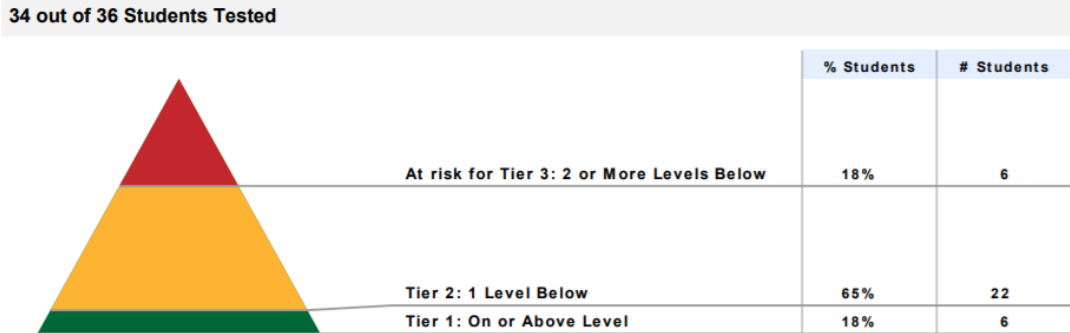 34 out of 36 Students Tested
% Students # Students
At risk for Tier 3: 2 or More Levels Below 18% 6
Tier 2: 1 Level Below 65% 22
Tier 1: On or Above Level 18% 6